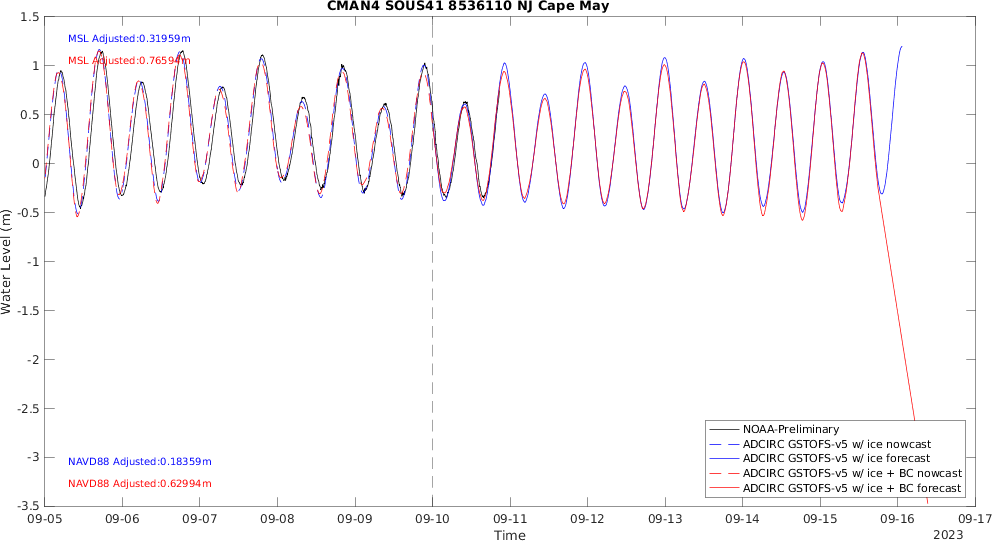 CMAN4 SOUS41 8536110 NJ Cape May
MSL Adjusted:0.31959m
MSL Adjusted:0.76594m
1.5
1
0.5
0
-0.5
-1
-1.5
-2
-2.5
-3
-3.5
Water Level (m)
NAVD88 Adjusted:0.18359m
NAVD88 Adjusted:0.62994m
NOAA-Preliminary
ADCIRC GSTOFS-v5 w/ ice nowcast
ADCIRC GSTOFS-v5 w/ ice forecast
ADCIRC GSTOFS-v5 w/ ice + BC nowcast
ADCIRC GSTOFS-v5 w/ ice + BC forecast
09-05 09-06 09-07 09-08 09-09 09-10 09-11 09-12 09-13 09-14 09-15 09-16 09-17
Time
2023